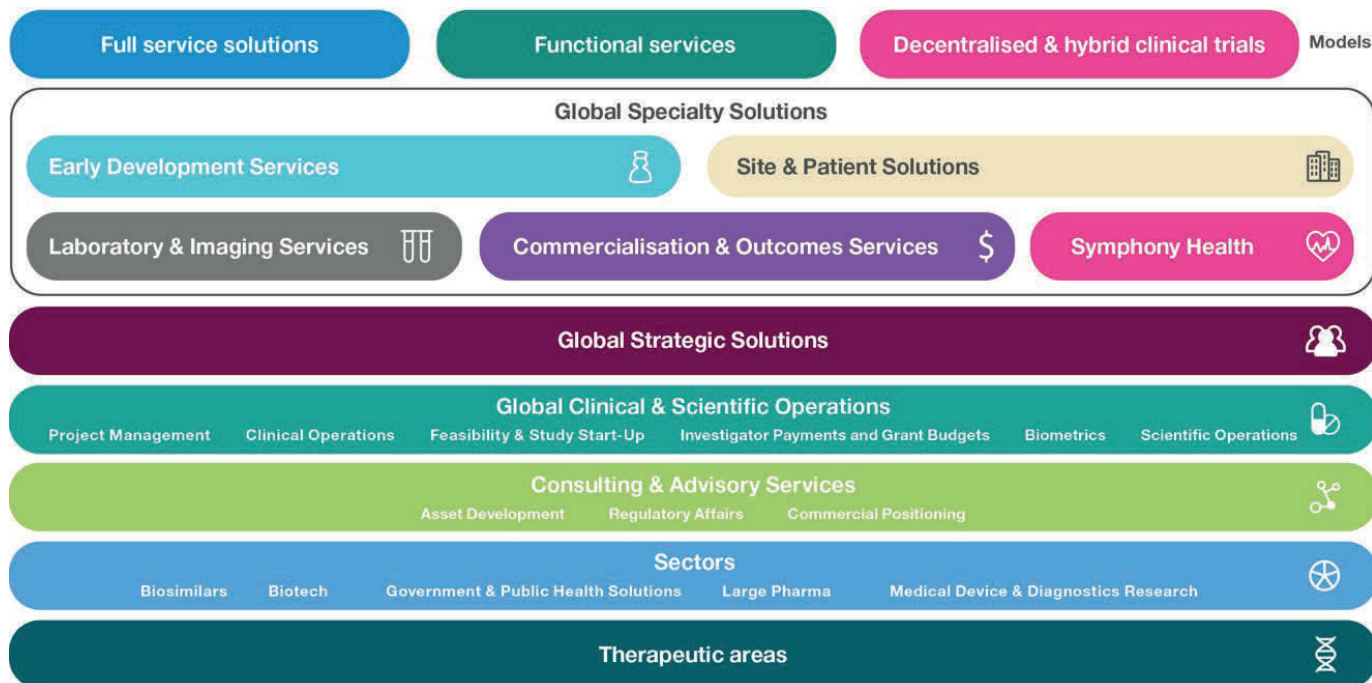 Full service solutions
Functional services
Decentralised & hybrid clinical trials
Models
Global Specialty Solutions
Early Development Services
Site & Patient Solutions
Laboratory & Imaging Services
Commercialisation & Outcomes Services
$
Symphony Health
Global Strategic Solutions
Global Clinical & Scientific Operations
Project Management
Clinical Operations
Feasibility & Study Start-Up
Investigator Payments and Grant Budgets
Biometrics
Scientific Operations
Consulting & Advisory Services
Asset Development
Regulatory Affairs
Commercial Positioning
Sectors
Biosimilars
Biotech
Government & Public Health Solutions
Large Pharma
Medical Device & Diagnostics Research
Therapeutic areas